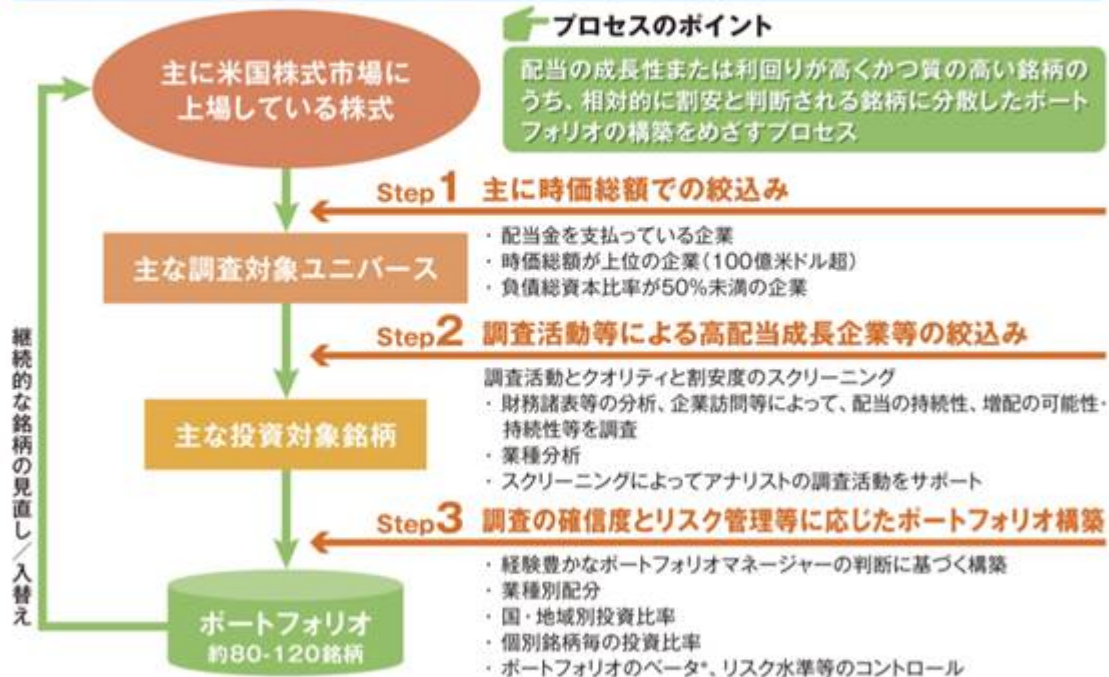 主に米国株式市場に
上場している株式
プロセスのポイント
配当の成長性または利回りが高くかつ質の高い銘柄の
うち、相対的に割安と判断される銘柄に分散したポート
フォリオの構築をめざすプロセス
Step1 主に時価総額での絞込み
・配当金を支払っている企業
・時価総額が上位の企業(100億米ドル超)
・負債総資本比率が50%未満の企業
主な調査対象ユニバース
Step2 調査活動等による高配当成長企業等の絞込み
調査活動とクオリティと割安度のスクリーニング
・財務諸表等の分析、企業訪問等によって、配当の持続性、増配の可能性・
持続性等を調査
・業種分析
・スクリーニングによってアナリストの調査活動をサポート
主な投資対象銘柄
Step3 調査の確信度とリスク管理等に応じたポートフォリオ構築
・経験豊かなポートフォリオマネージャーの判断に基づく構築
・業種別配分
・国・地域別投資比率
・個別銘柄毎の投資比率
・ポートフォリオのベータ*、リスク水準等のコントロール
ポートフォリオ
約80-120銘柄
継続的な銘柄の見直し/入替え